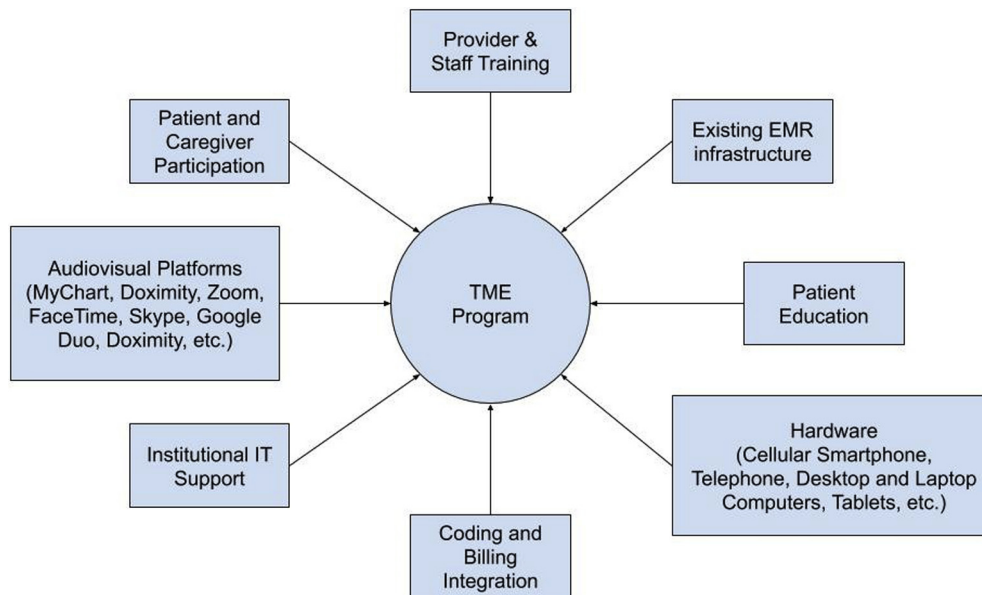 Provider &
Staff Training
Patient and
Caregiver
Participation
Existing EMR
infrastructure
Audiovisual Platforms
(MyChart, Doximity, Zoom,
FaceTime, Skype, Google
Duo, Doximity, etc.)
TME
Program
Patient
Education
Institutional IT
Support
Hardware
(Cellular Smartphone,
Telephone, Desktop and Laptop
Computers, Tablets, etc.)
Coding and
Billing
Integration